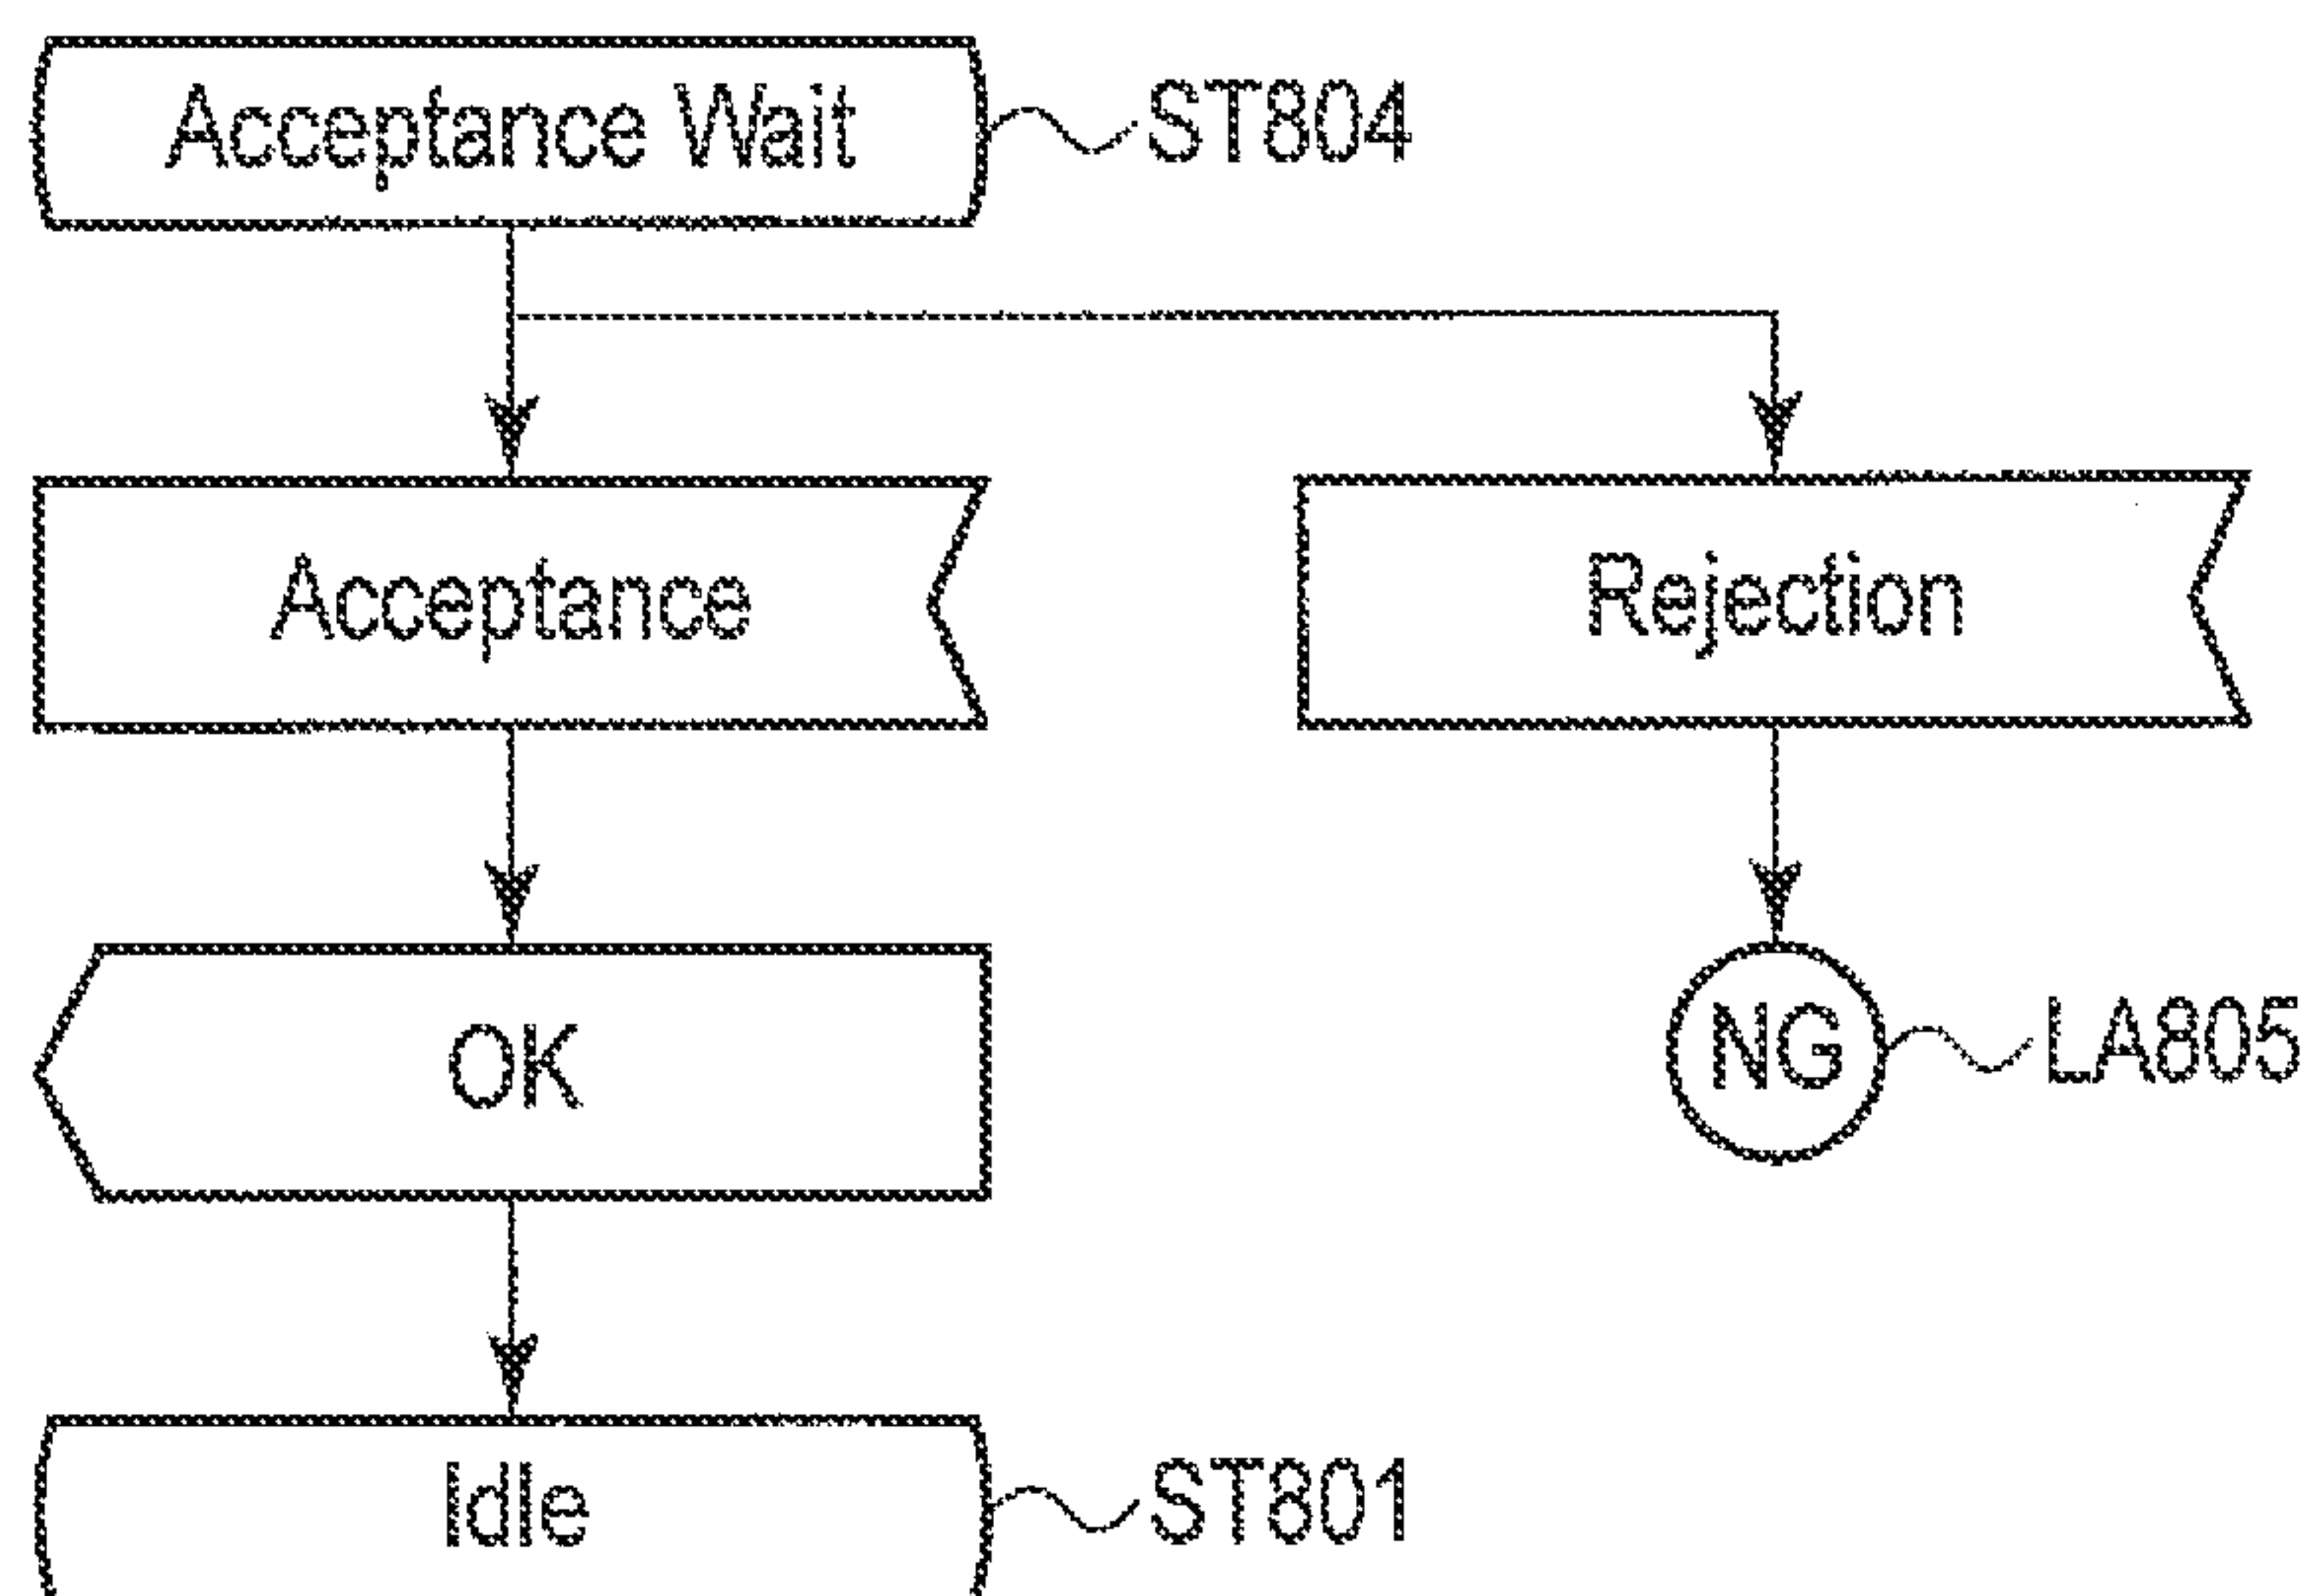 Acceptance Wait
ST804
Acceptance
Rejection
OK
NG
LA805
Idle
ST801